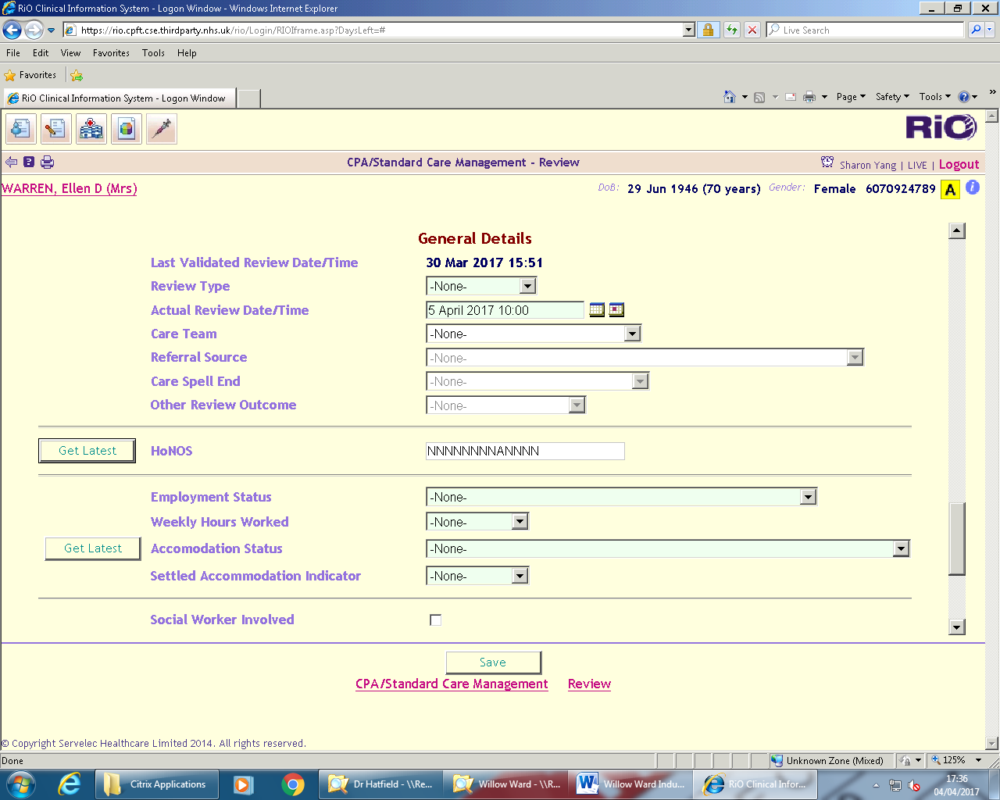 RiO Clinical Information System - Logon Window - Windows Internet Explorer
https://rio.cpft.cse.thirdparty.nhs.uk/rio/Login/RIOIframe.asp?DaysLeft=#
Live Search
File Edit View Favorites Tools Help
Favorites
RiO Clinical Information System - Logon Window
Page Safety Tools »
RiO
CPA/Standard Care Management - Review
Sharon Yang | LIVE | Logout
WARREN, Ellen D (Mrs)
DoB: 29 Jun 1946 (70 years) Gender: Female 6070924789 A i
General Details
Last Validated Review Date/Time 30 Mar 2017 15:51
Review Type -None-
Actual Review Date/Time 5 April 2017 10:00
Care Team -None-
Referral Source -None-
Care Spell End -None-
Other Review Outcome -None-
Get Latest HoNOS NNNNNNNNANNNN
Employment Status -None-
Weekly Hours Worked -None-
Get Latest Accomodation Status -None-
Settled Accommodation Indicator -None-
Social Worker Involved
Save
CPA/Standard Care Management Review
© Copyright Servelec Healthcare Limited 2014. All rights reserved.
Done Unknown Zone (Mixed) 125%
Citrix Applications Dr Hatfield - \\Re... Willow Ward - \\R... Willow Ward Indu... RiO Clinical Infor... 17:36
04/04/2017